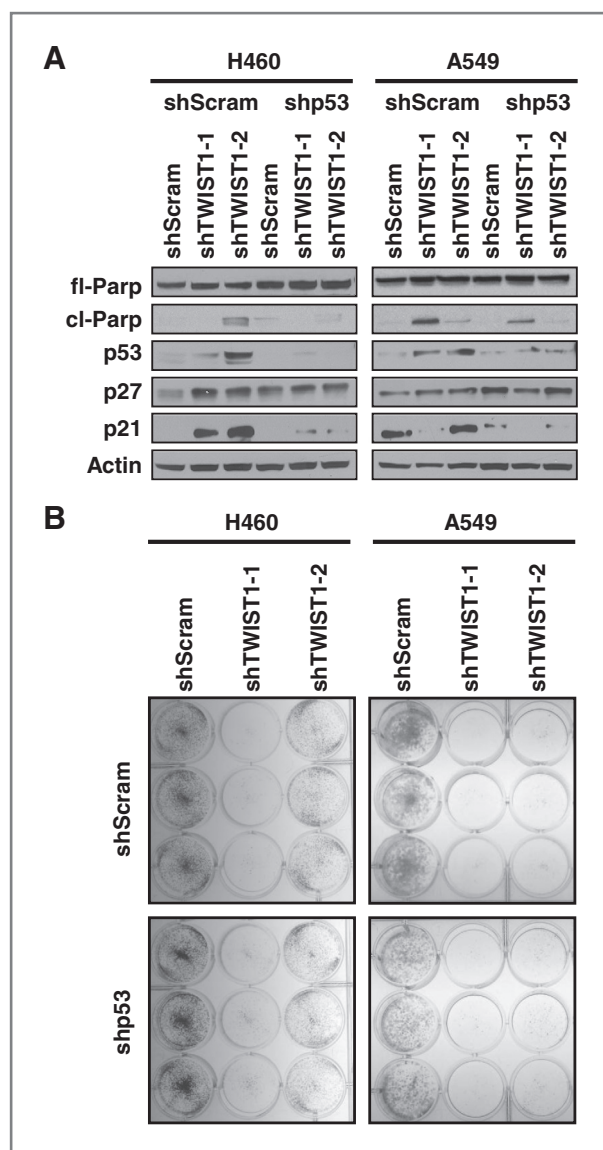 A
H460
A549
shScram shp53 shScram shp53
shScram shTWIST1-1 shTWIST1-2 shScram shTWIST1-1 shTWIST1-2 shScram shTWIST1-1 shTWIST1-2 shScram shTWIST1-1 shTWIST1-2
fl-Parp
cl-Parp
p53
p27
p21
Actin
B
H460
A549
shScram shTWIST1-1 shTWIST1-2 shScram shTWIST1-1 shTWIST1-2
shScram
shp53